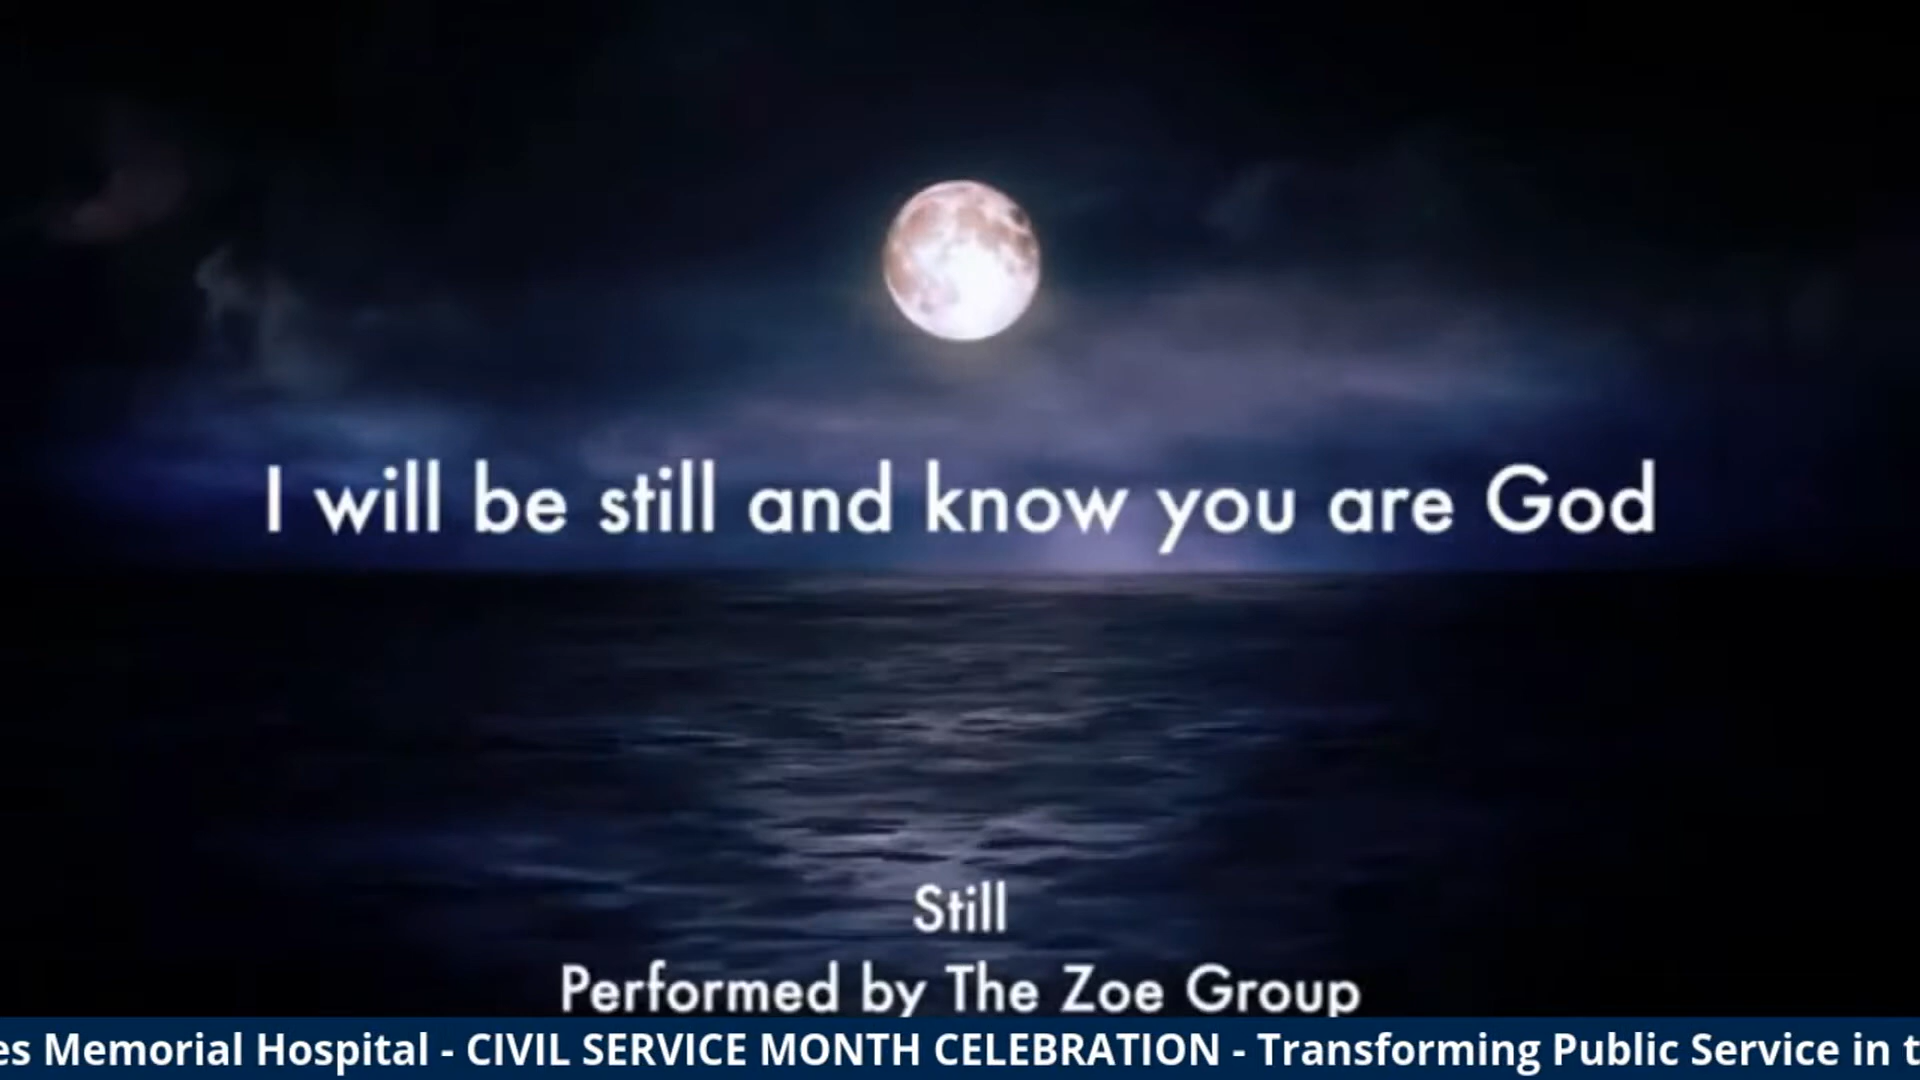 I will be still and know you are God
Still
Performed by The Zoe Group
es Memorial Hospital - CIVIL SERVICE MONTH CELEBRATION - Transforming Public Service in t